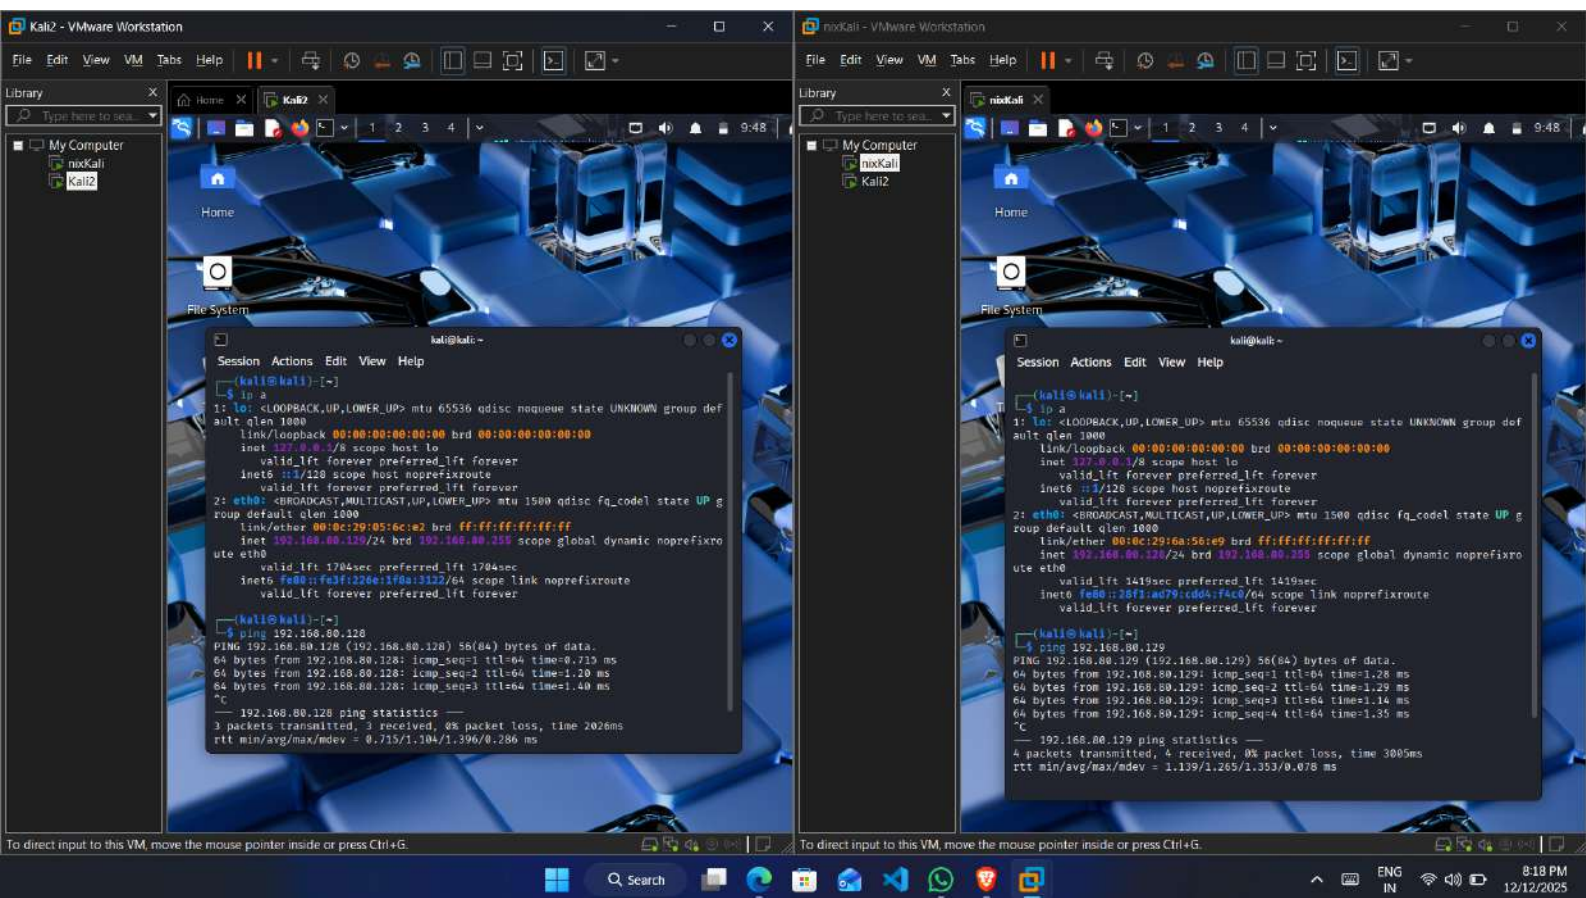 Kali2 - VMware Workstation
File Edit View VM Tabs Help
Library
Type here to sea...
My Computer
nixKali
Kali2
Home
Kali2
1 2 3 4
9:48
Home
File System
kali@kali: ~
Session Actions Edit View Help
(kali㉿kali)-[~]
$ ip a
1: lo: <LOOPBACK,UP,LOWER_UP> mtu 65536 qdisc noqueue state UNKNOWN group def
ault qlen 1000
link/loopback 00:00:00:00:00:00 brd 00:00:00:00:00:00
inet 127.0.0.1/8 scope host lo
valid_lft forever preferred_lft forever
inet6 ::1/128 scope host noprefixroute
valid_lft forever preferred_lft forever
2: eth0: <BROADCAST,MULTICAST,UP,LOWER_UP> mtu 1500 qdisc fq_codel state UP g
roup default qlen 1000
link/ether 00:0c:29:05:6c:e2 brd ff:ff:ff:ff:ff:ff
inet 192.168.80.129/24 brd 192.168.80.255 scope global dynamic noprefixro
ute eth0
valid_lft 1704sec preferred_lft 1704sec
inet6 fe80::fe3f:226e:1f8a:3122/64 scope link noprefixroute
valid_lft forever preferred_lft forever
(kali㉿kali)-[~]
$ ping 192.168.80.128
PING 192.168.80.128 (192.168.80.128) 56(84) bytes of data.
64 bytes from 192.168.80.128: icmp_seq=1 ttl=64 time=0.715 ms
64 bytes from 192.168.80.128: icmp_seq=2 ttl=64 time=1.20 ms
64 bytes from 192.168.80.128: icmp_seq=3 ttl=64 time=1.40 ms
^C
— 192.168.80.128 ping statistics —
3 packets transmitted, 3 received, 0% packet loss, time 2026ms
rtt min/avg/max/mdev = 0.715/1.104/1.396/0.286 ms
To direct input to this VM, move the mouse pointer inside or press Ctrl+G.
nixKali - VMware Workstation
File Edit View VM Tabs Help
Library
Type here to sea...
My Computer
nixKali
Kali2
nixKali
1 2 3 4
9:48
Home
File System
kali@kali: ~
Session Actions Edit View Help
(kali㉿kali)-[~]
$ ip a
1: lo: <LOOPBACK,UP,LOWER_UP> mtu 65536 qdisc noqueue state UNKNOWN group def
ault qlen 1000
link/loopback 00:00:00:00:00:00 brd 00:00:00:00:00:00
inet 127.0.0.1/8 scope host lo
valid_lft forever preferred_lft forever
inet6 ::1/128 scope host noprefixroute
valid_lft forever preferred_lft forever
2: eth0: <BROADCAST,MULTICAST,UP,LOWER_UP> mtu 1500 qdisc fq_codel state UP g
roup default qlen 1000
link/ether 00:0c:29:6a:56:e9 brd ff:ff:ff:ff:ff:ff
inet 192.168.80.128/24 brd 192.168.80.255 scope global dynamic noprefixro
ute eth0
valid_lft 1419sec preferred_lft 1419sec
inet6 fe80::28f1:ad79:cdd4:f4c0/64 scope link noprefixroute
valid_lft forever preferred_lft forever
(kali㉿kali)-[~]
$ ping 192.168.80.129
PING 192.168.80.129 (192.168.80.129) 56(84) bytes of data.
64 bytes from 192.168.80.129: icmp_seq=1 ttl=64 time=1.28 ms
64 bytes from 192.168.80.129: icmp_seq=2 ttl=64 time=1.29 ms
64 bytes from 192.168.80.129: icmp_seq=3 ttl=64 time=1.14 ms
64 bytes from 192.168.80.129: icmp_seq=4 ttl=64 time=1.35 ms
^C
— 192.168.80.129 ping statistics —
4 packets transmitted, 4 received, 0% packet loss, time 3005ms
rtt min/avg/max/mdev = 1.139/1.265/1.353/0.078 ms
To direct input to this VM, move the mouse pointer inside or press Ctrl+G.
Search
ENG
IN
8:18 PM
12/12/2025